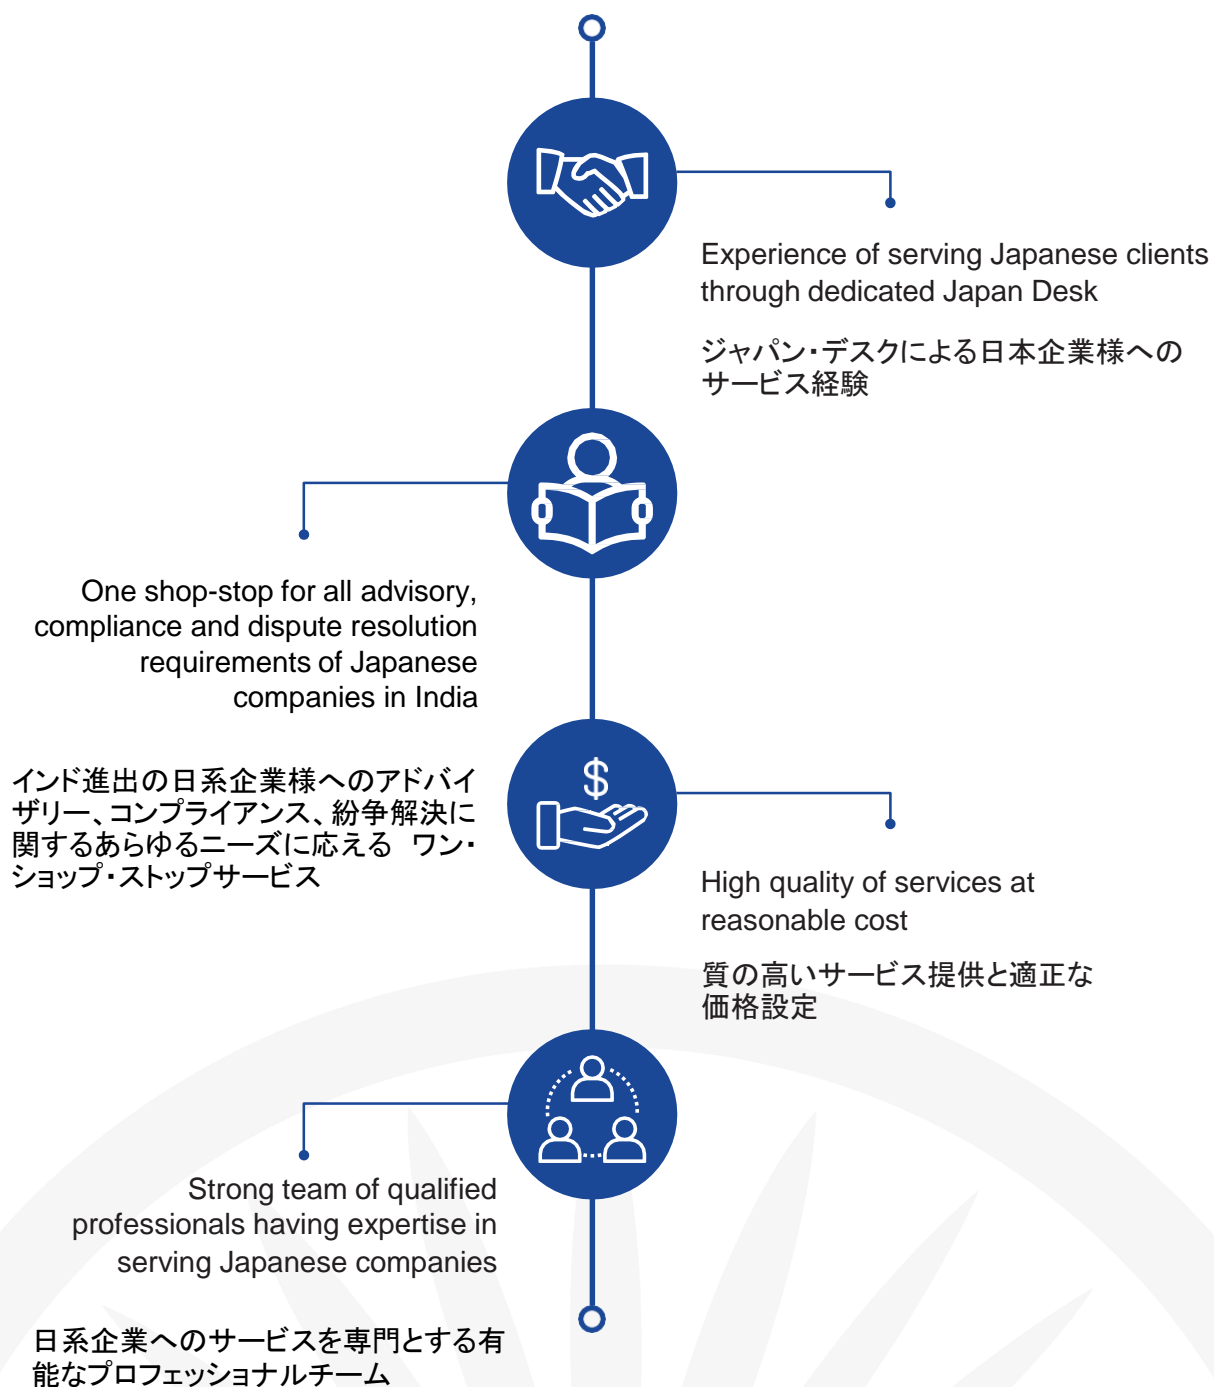 Experience of serving Japanese clients
through dedicated Japan Desk
ジャパン・デスクによる日本企業様への
サービス経験
One shop-stop for all advisory,
compliance and dispute resolution
requirements of Japanese
companies in India
インド進出の日系企業様へのアドバイ
ザリー、コンプライアンス、紛争解決に
関するあらゆるニーズに応える　ワン・
ショップ・ストップサービス
$
High quality of services at
reasonable cost
質の高いサービス提供と適正な
価格設定
Strong team of qualified
professionals having expertise in
serving Japanese companies
日系企業へのサービスを専門とする有
能なプロフェッショナルチーム